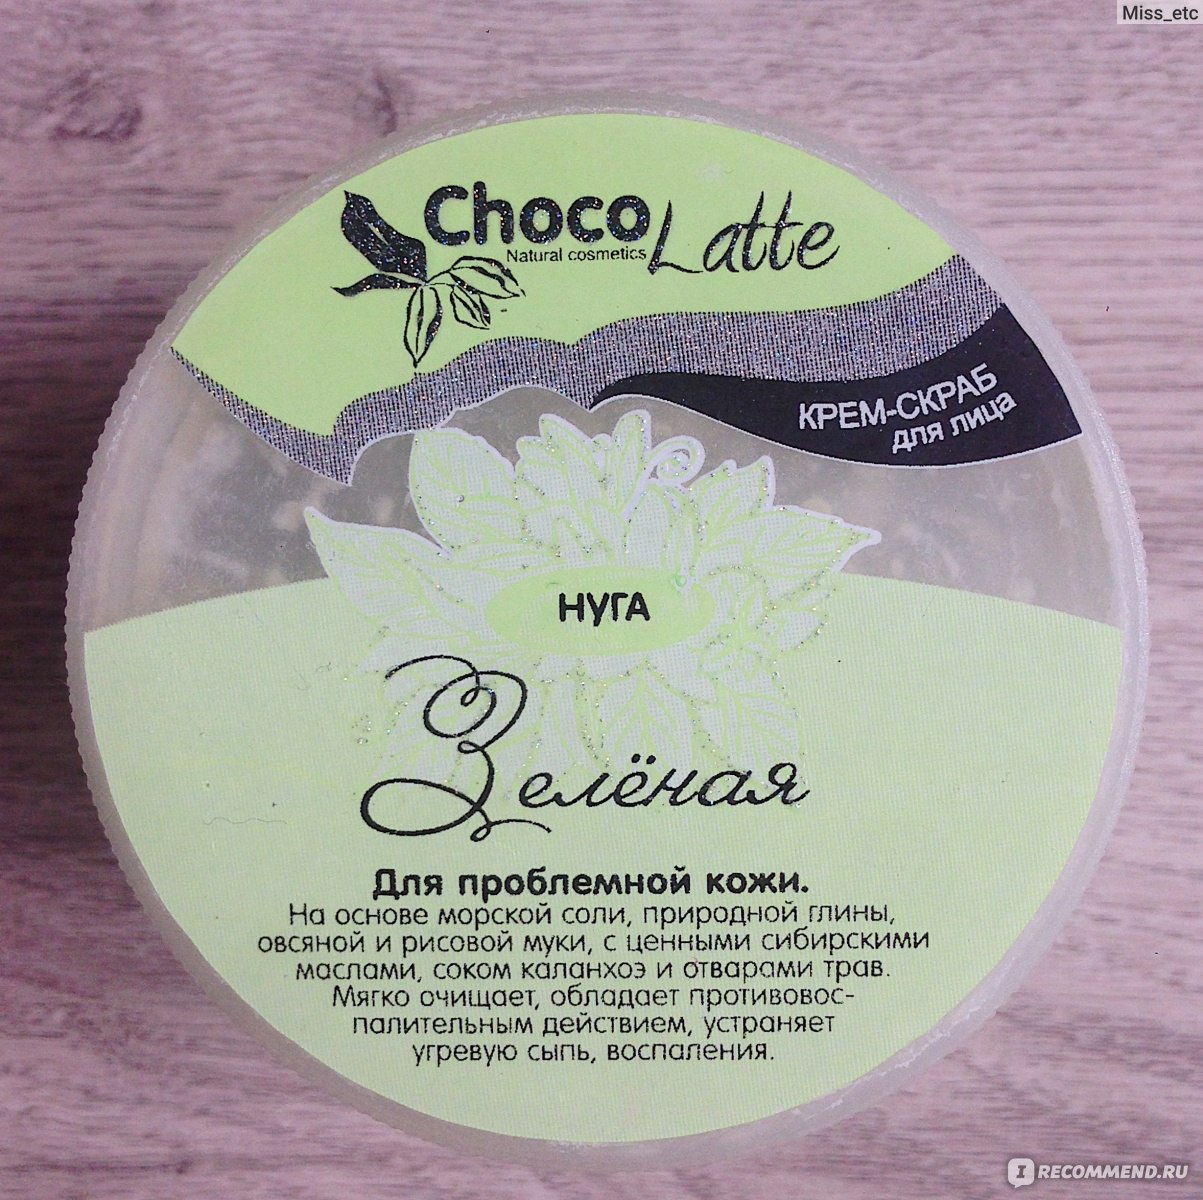 Miss_etc
Choco Latte
Natural cosmetics
КРЕМ-СКРАБ
для лица
НУГА
Зелёная
Для проблемной кожи.
На основе морской соли, природной глины,
овсяной и рисовой муки, с ценными сибирскими
маслами, соком каланхоэ и отварами трав.
Мягко очищает, обладает противовос-
палительным действием, устраняет
угревую сыпь, воспаления.
I RECOMMEND.RU